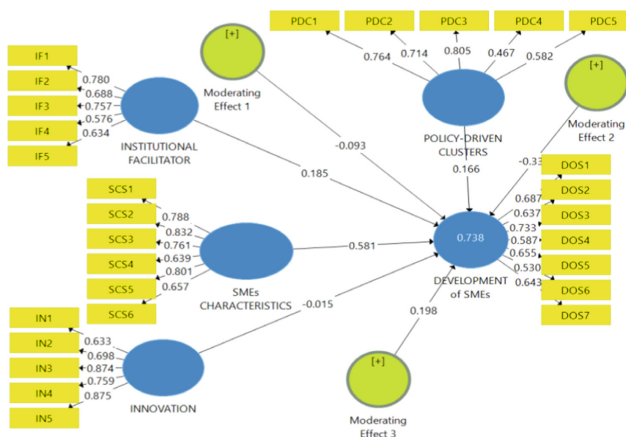 PDC1
PDC2
PDC3
PDC4
PDC5
0.764
0.714
0.805
0.467
0.582
[+]
Moderating
Effect 1
[+]
Moderating
Effect 2
POLICY-DRIVEN
CLUSTERS
IF1
IF2
IF3
IF4
IF5
0.780
0.688
0.757
0.576
0.634
INSTITUTIONAL
FACILITATOR
-0.093
0.185
0.166
SCS1
SCS2
SCS3
SCS4
SCS5
SCS6
0.788
0.832
0.761
0.639
0.801
0.657
SMEs
CHARACTERISTICS
0.581
0.738
DEVELOPMENT
of SMEs
DOS1
DOS2
DOS3
DOS4
DOS5
DOS6
DOS7
0.687
0.637
0.733
0.587
0.655
0.530
0.643
IN1
IN2
IN3
IN4
IN5
0.633
0.698
0.874
0.759
0.875
INNOVATION
-0.015
0.198
[+]
Moderating
Effect 3